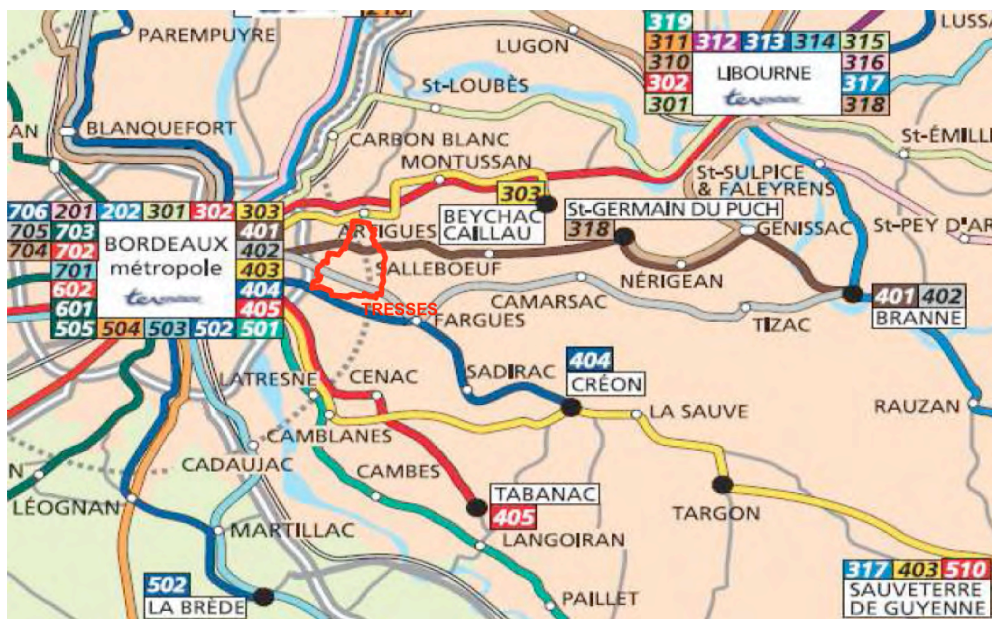 PAREMPUYRE
LUGON
319
311 312 313 314 315
310
316
302
317
301
318
LIBOURNE
LUSSA
St-LOUBÈS
BLANQUEFORT
AN
CARBON BLANC
MONTUSSAN
St-SULPICE
& FALEYRENS
St-ÉMILL
706 201 202 301 302 303
705 703
401
704 702
402
701
403
602
404
601
405
505 504 503 502 501
BORDEAUX
métropole
303
BEYCHAC
CAILLAU
St-GERMAIN DU PUCH
318
GENISSAC
St-PEY D'AR
ARTIGUES
SALLEBOEUF
NÉRIGEAN
TRESSES
FARGUES
CAMARSAC
TIZAC
401 402
BRANNE
LATRESNE
CENAC
SADIRAC
404
CRÉON
LA SAUVE
RAUZAN
CAMBLANES
CADAUJAC
CAMBES
N
LÉOGNAN
TABANAC
405
TARGON
MARTILLAC
LANGOIRAN
502
LA BRÈDE
PAILLET
317 403 510
SAUVETERRE
DE GUYENNE